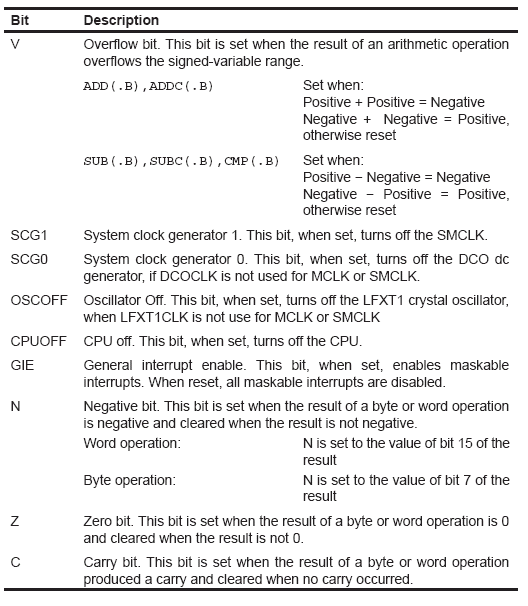 Bit Description
V Overflow bit. This bit is set when the result of an arithmetic operation
overflows the signed-variable range.
ADD(.B),ADDC(.B) Set when:
Positive + Positive = Negative
Negative + Negative = Positive,
otherwise reset
SUB(.B),SUBC(.B),CMP(.B) Set when:
Positive − Negative = Negative
Negative − Positive = Positive,
otherwise reset
SCG1 System clock generator 1. This bit, when set, turns off the SMCLK.
SCG0 System clock generator 0. This bit, when set, turns off the DCO dc
generator, if DCOCLK is not used for MCLK or SMCLK.
OSCOFF Oscillator Off. This bit, when set, turns off the LFXT1 crystal oscillator,
when LFXT1CLK is not use for MCLK or SMCLK
CPUOFF CPU off. This bit, when set, turns off the CPU.
GIE General interrupt enable. This bit, when set, enables maskable
interrupts. When reset, all maskable interrupts are disabled.
N Negative bit. This bit is set when the result of a byte or word operation
is negative and cleared when the result is not negative.
Word operation: N is set to the value of bit 15 of the
result
Byte operation: N is set to the value of bit 7 of the
result
Z Zero bit. This bit is set when the result of a byte or word operation is 0
and cleared when the result is not 0.
C Carry bit. This bit is set when the result of a byte or word operation
produced a carry and cleared when no carry occurred.